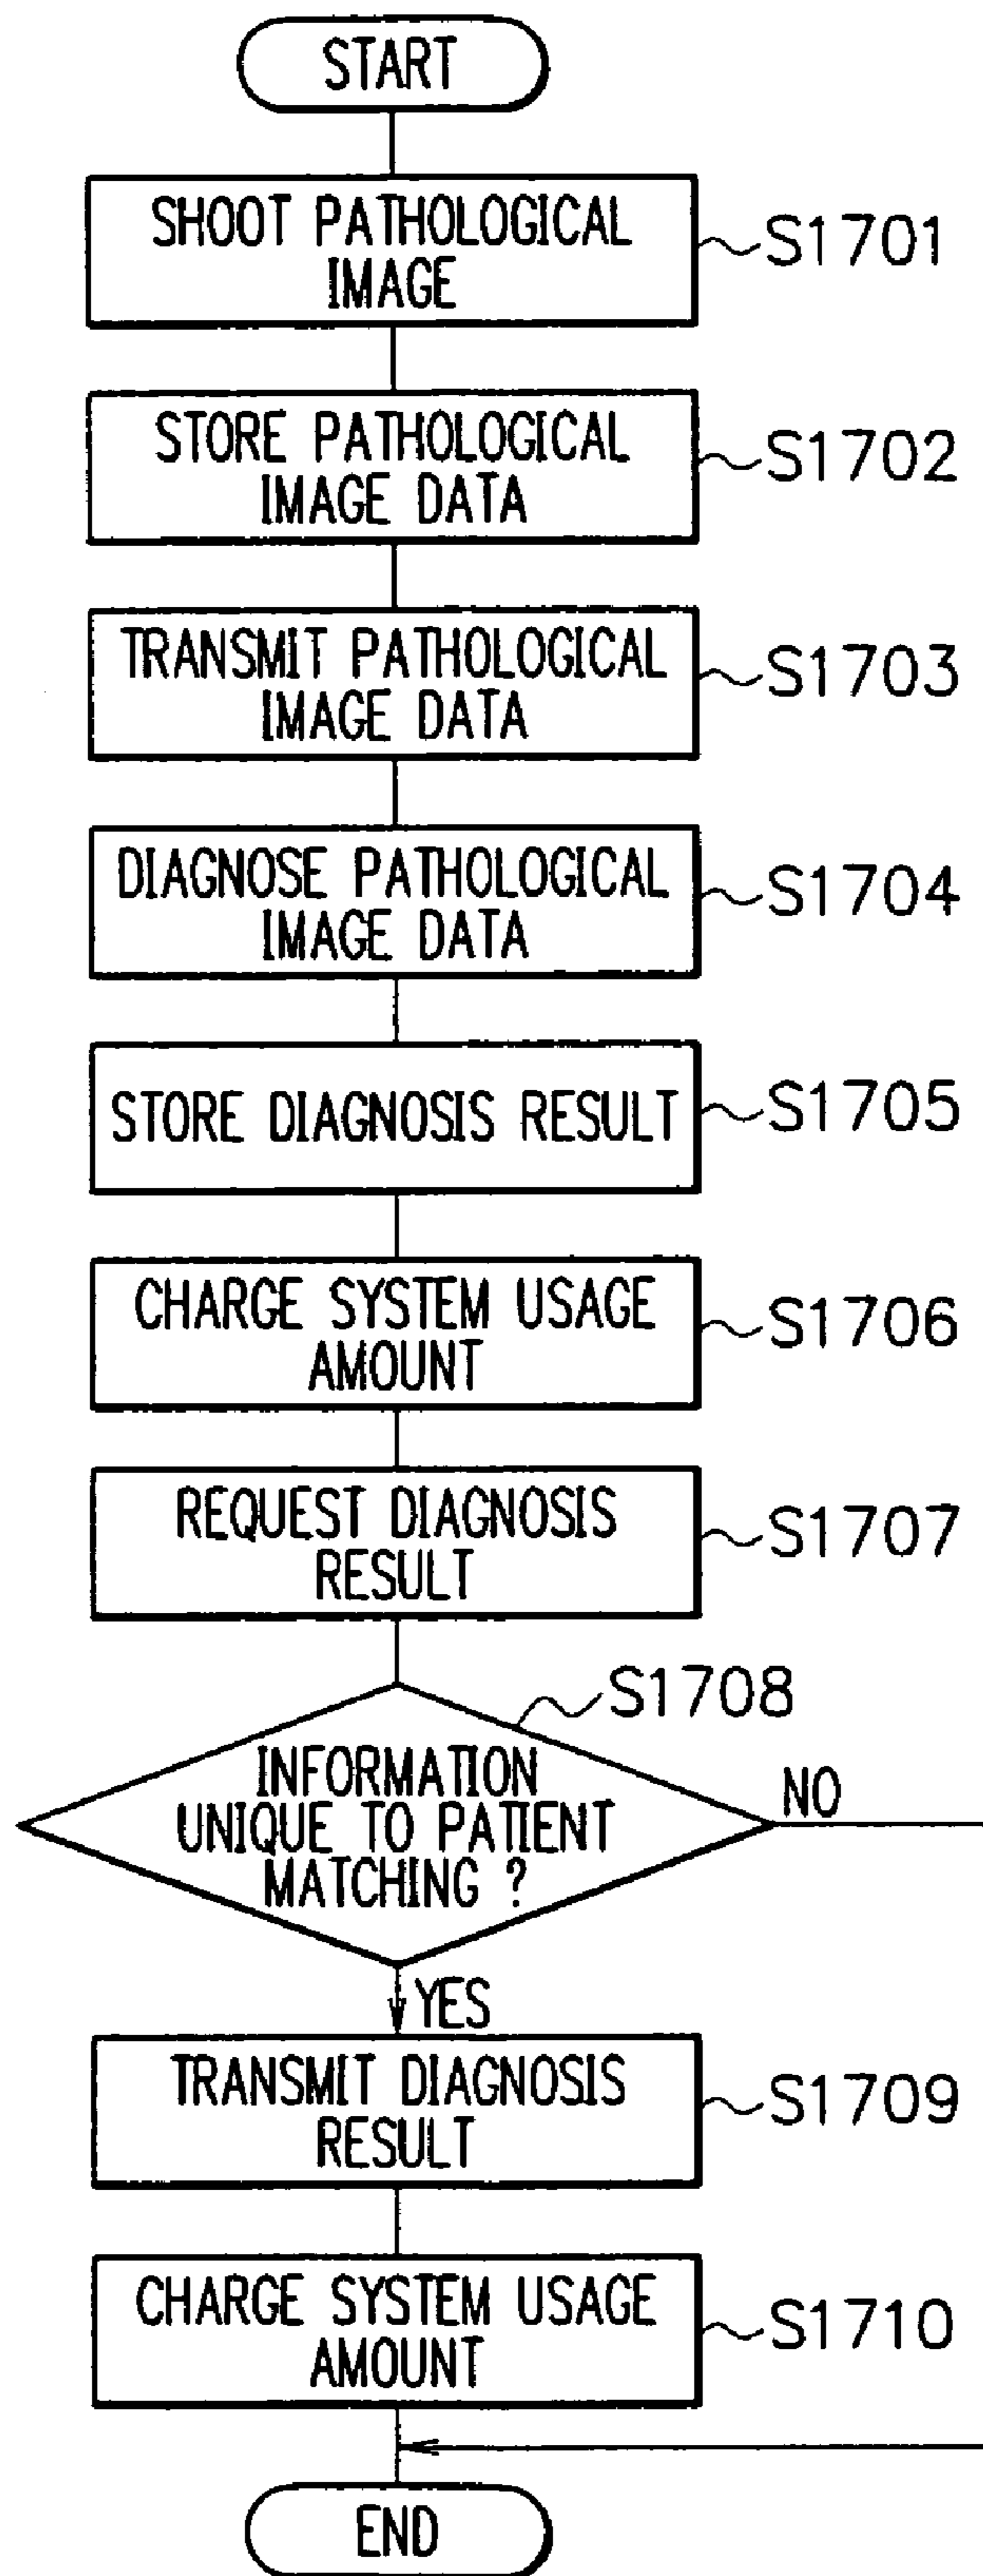 START
SHOOT PATHOLOGICAL
IMAGE
S1701
STORE PATHOLOGICAL
IMAGE DATA
S1702
TRANSMIT PATHOLOGICAL
IMAGE DATA
S1703
DIAGNOSE PATHOLOGICAL
IMAGE DATA
S1704
STORE DIAGNOSIS RESULT
S1705
CHARGE SYSTEM USAGE
AMOUNT
S1706
REQUEST DIAGNOSIS
RESULT
S1707
S1708
INFORMATION
UNIQUE TO PATIENT
MATCHING ?
NO
YES
TRANSMIT DIAGNOSIS
RESULT
S1709
CHARGE SYSTEM USAGE
AMOUNT
S1710
END